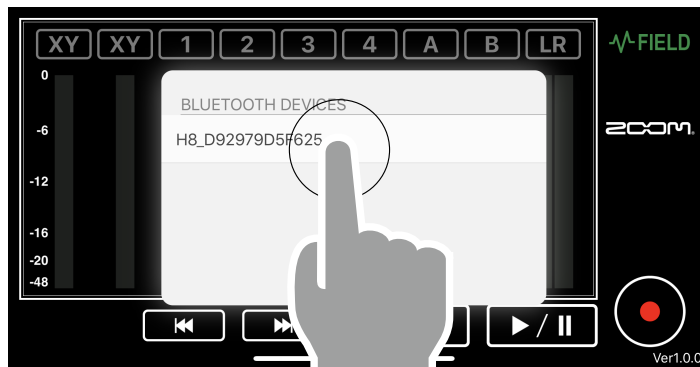 XY XY 1 2 3 4 A B LR
FIELD
0
BLUETOOTH DEVICES
-6
ZOOM
H8_D92979D5F625
-12
-16
-20
-48
Ver1.0.0